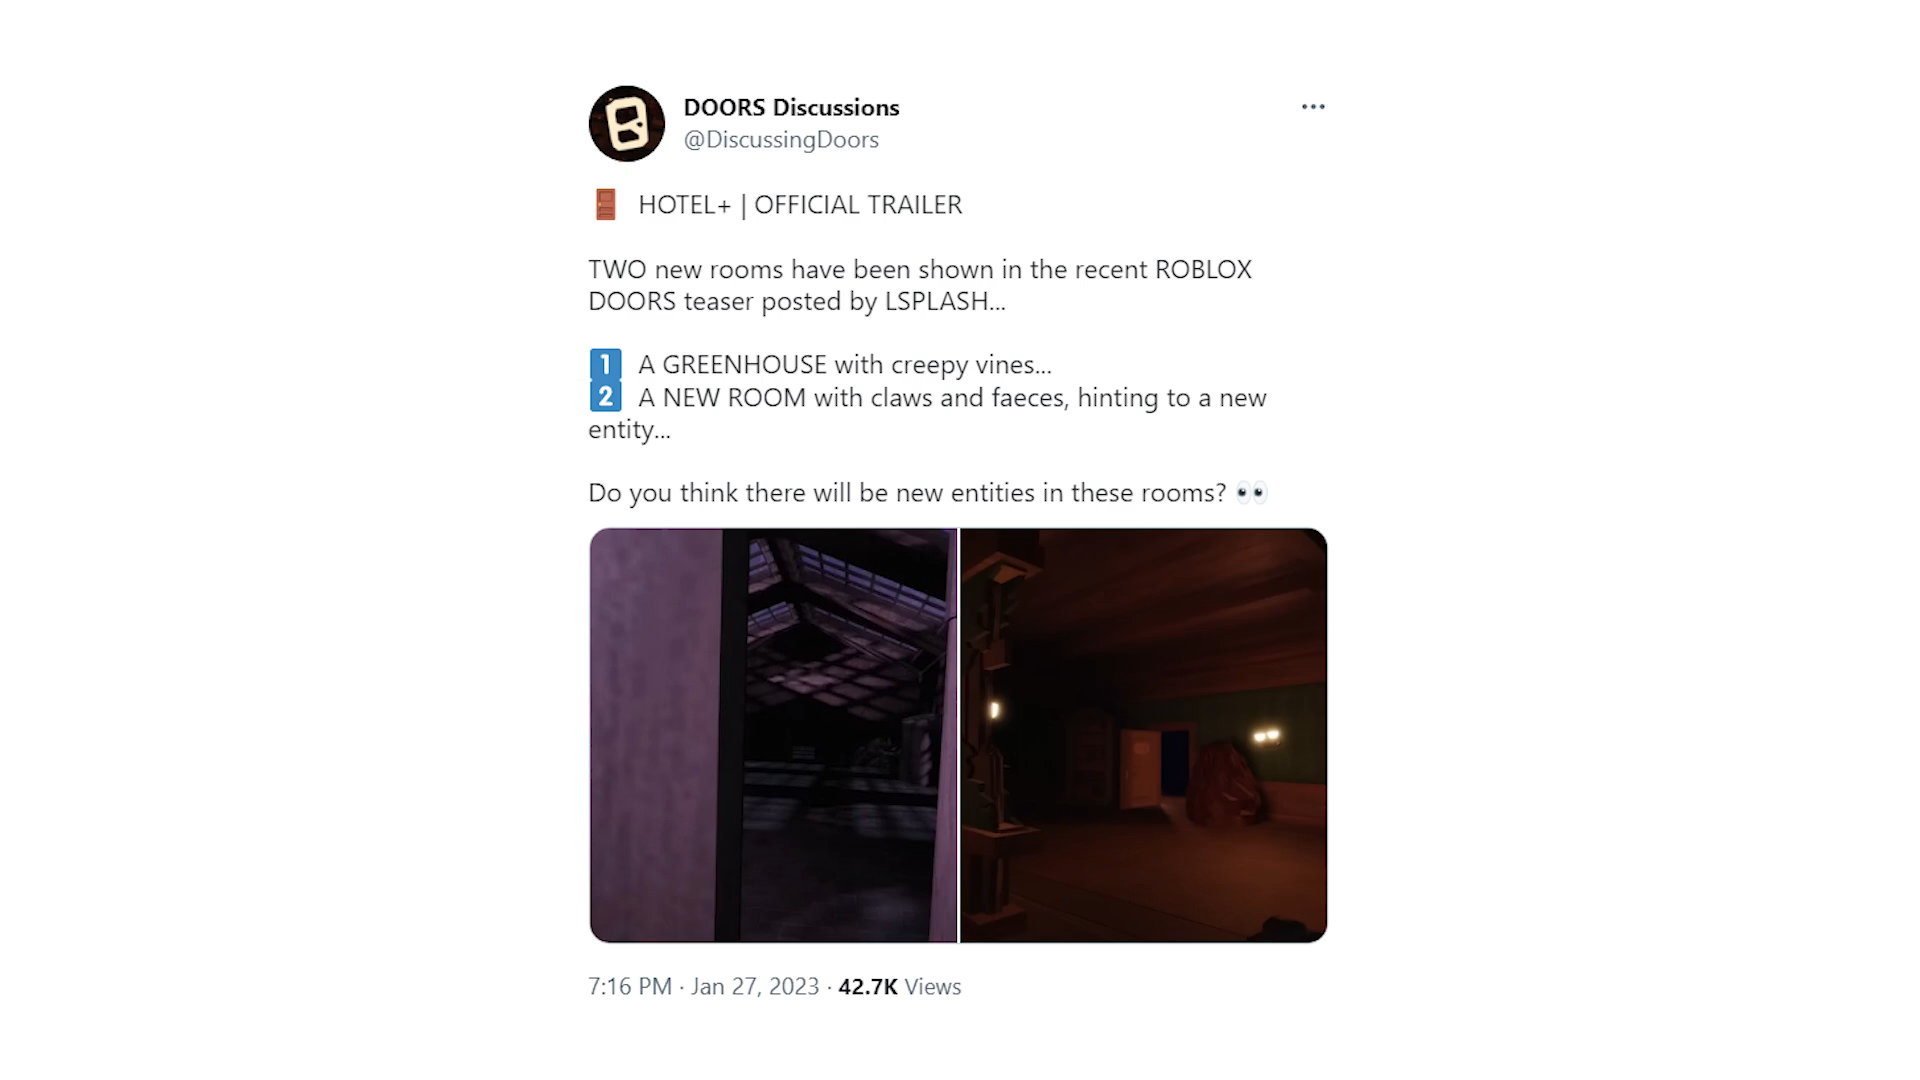 DOORS Discussions
@DiscussingDoors
🚪 HOTEL+ | OFFICIAL TRAILER
TWO new rooms have been shown in the recent ROBLOX
DOORS teaser posted by LSPLASH...
1️⃣ A GREENHOUSE with creepy vines...
2️⃣ A NEW ROOM with claws and faeces, hinting to a new
entity...
Do you think there will be new entities in these rooms? 👀
7:16 PM · Jan 27, 2023 · 42.7K Views